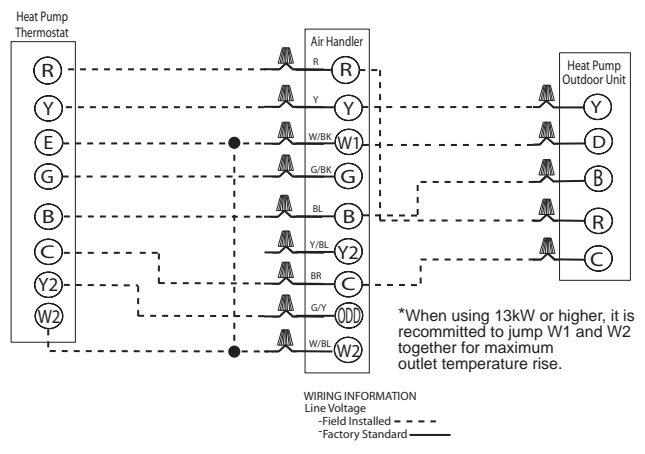 Heat Pump
Thermostat
R
Y
E
G
B
C
Y2
W2
Air Handler
R
R
Y
Y
W/BK
W1
G/BK
G
BL
B
Y/BL
Y2
BR
C
G/Y
ODD
W/BL
W2
Heat Pump
Outdoor Unit
Y
D
B
R
C
*When using 13kW or higher, it is
recommitted to jump W1 and W2
together for maximum
outlet temperature rise.
WIRING INFORMATION
Line Voltage
-Field Installed
-Factory Standard